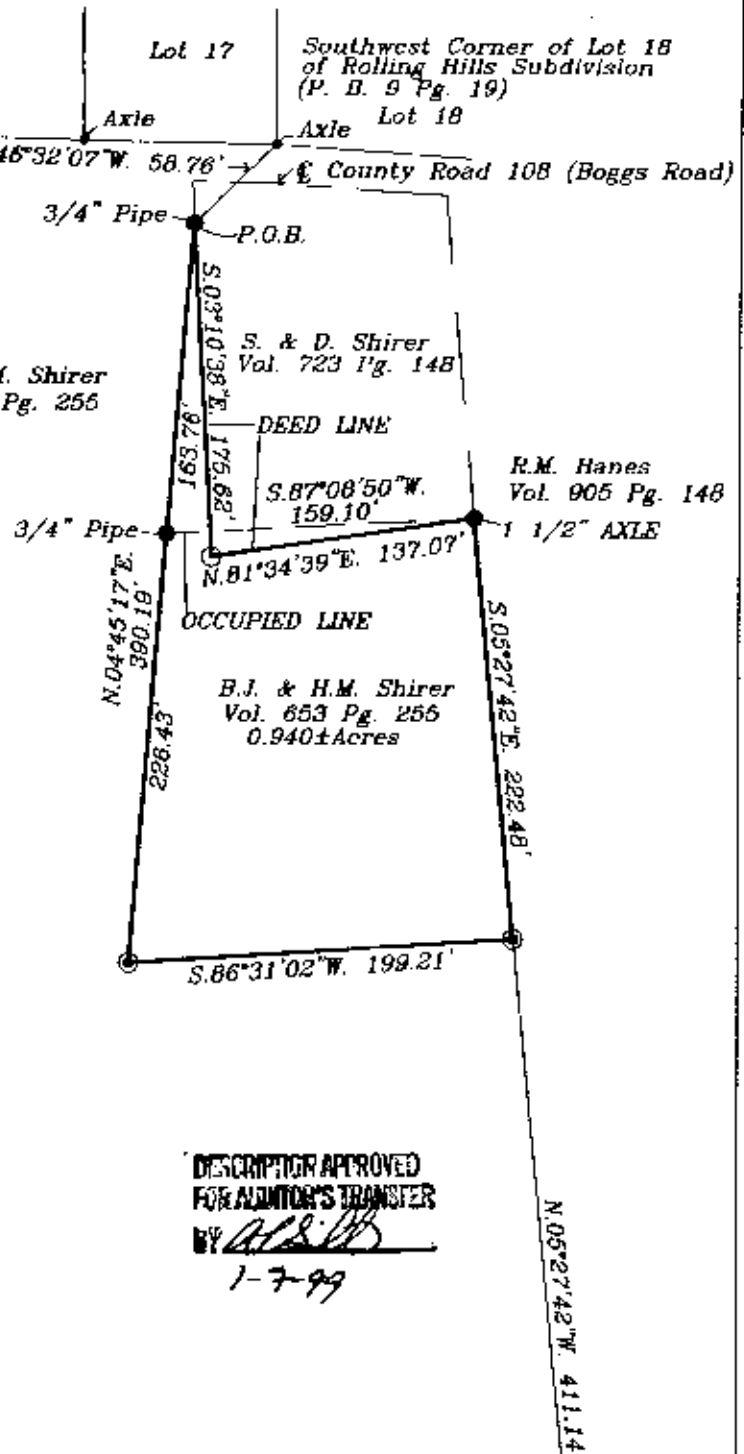 Lot 17
Southwest Corner of Lot 18
of Rolling Hills Subdivision
(P. B. 9 Pg. 19)
Lot 18
Axle
Axle
46°32'07"W. 58.76'
℄ County Road 108 (Boggs Road)
3/4" Pipe
P.O.B.
S.03°10'38"E. 175.62'
S. & D. Shirer
Vol. 723 Pg. 148
Shirer
Pg. 255
163.76'
DEED LINE
R.M. Hanes
Vol. 905 Pg. 148
S.87°08'50"W.
159.10'
3/4" Pipe
1 1/2" AXLE
N.81°34'39"E. 137.07'
OCCUPIED LINE
N.04°45'17"E.
390.19'
226.43'
B.J. & H.M. Shirer
Vol. 653 Pg. 255
0.940±Acres
S.05°27'42"E. 222.48'
S.86°31'02"W. 199.21'
DESCRIPTION APPROVED
FOR AUDITOR'S TRANSFER
BY
1-7-99
N.05°27'42"W. 411.14